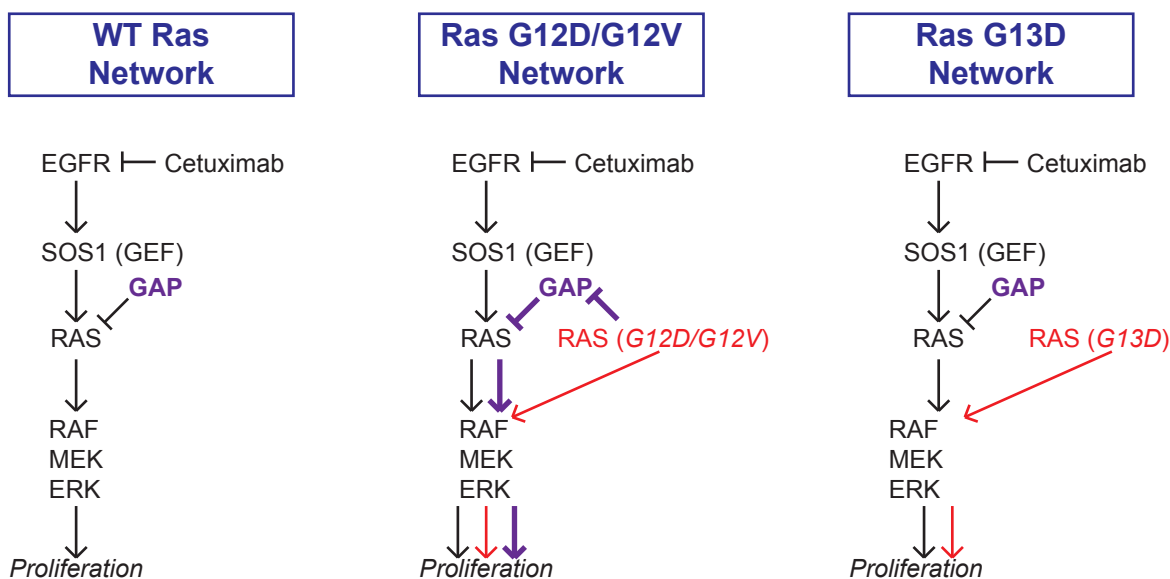 WT Ras
Network
EGFR
Cetuximab
SOS1 (GEF)
GAP
RAS
RAF
MEK
ERK
Proliferation
Ras G12D/G12V
Network
EGFR
Cetuximab
SOS1 (GEF)
GAP
RAS
RAS (G12D/G12V)
RAF
MEK
ERK
Proliferation
Ras G13D
Network
EGFR
Cetuximab
SOS1 (GEF)
GAP
RAS
RAS (G13D)
RAF
MEK
ERK
Proliferation